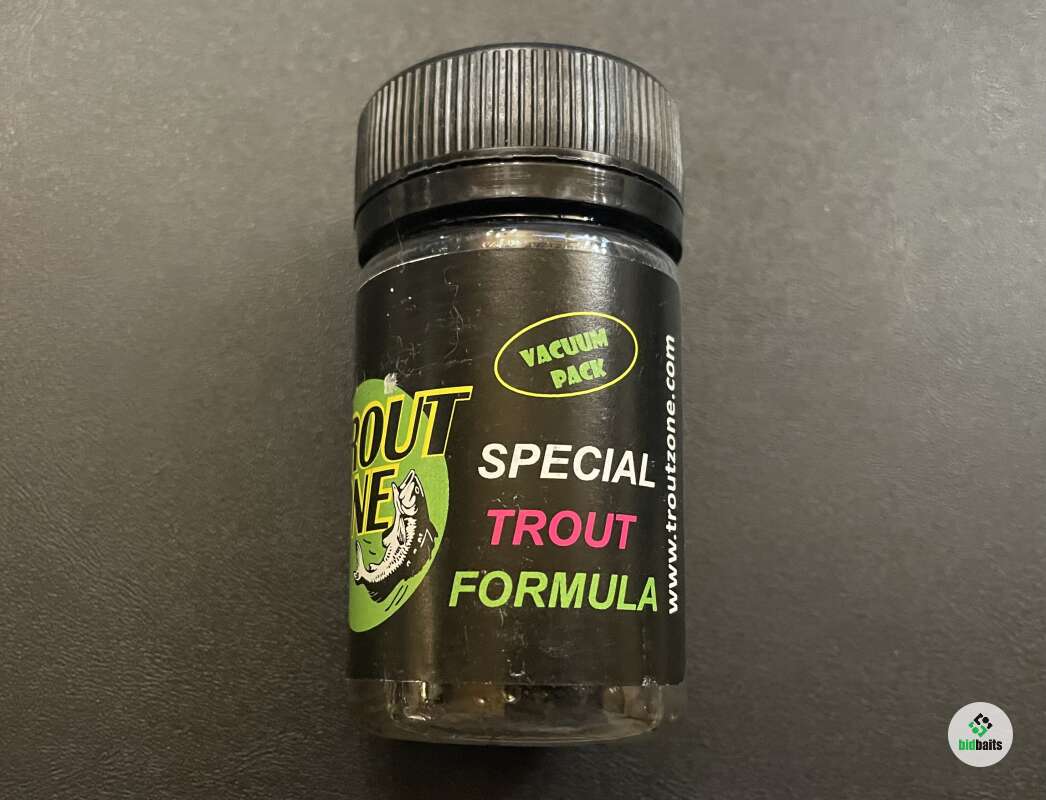 VACUUM
PACK
ROUT
NE
SPECIAL
TROUT
FORMULA
www.troutzone.com
bidbaits